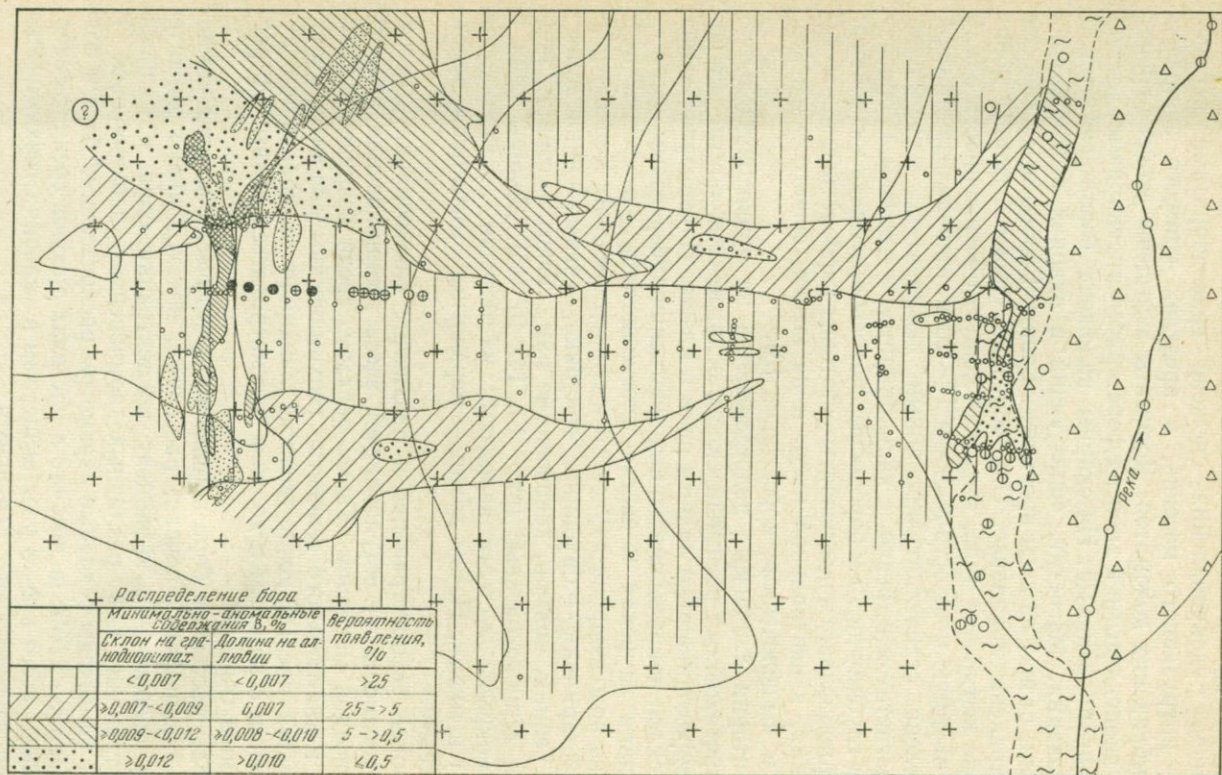 ?
река →
Распределение бора
Минимально-аномальные содержания B, %
Вероятность появления, %
Склон на гранодиоритах
Долина на аллювии
<0,007 <0,007 >25
≥0,007-<0,009 0,007 25->5
≥0,009-<0,012 ≥0,008-<0,010 5->0,5
≥0,012 >0,010 ≤0,5